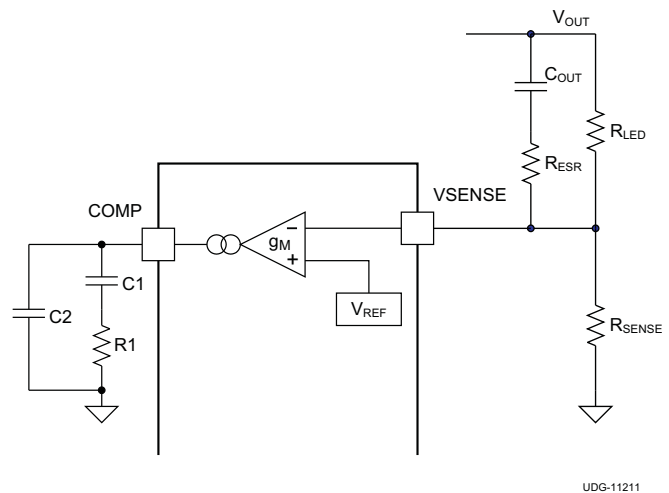 VOUT
COUT
RLED
RESR
VSENSE
COMP
gM
−
+
C1
C2
VREF
R1
RSENSE
UDG-11211